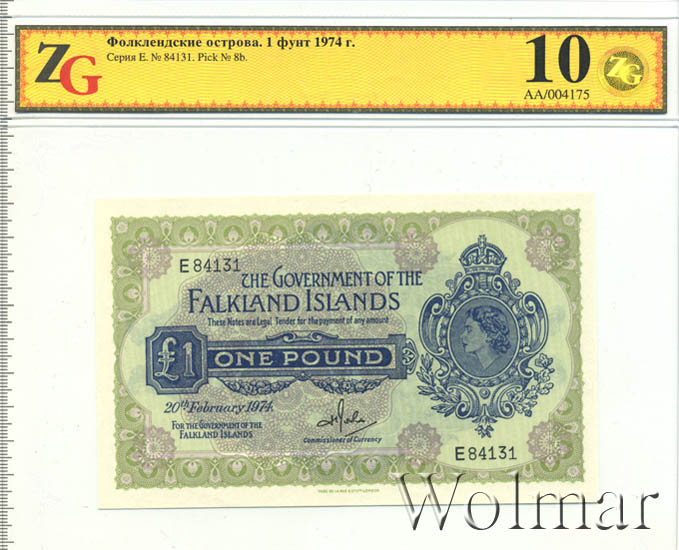 ZG
Фолклендские острова. 1 фунт 1974 г.
Серия E. № 84131. Pick № 8b.
10
ZG
AA/004175
E 84131
THE GOVERNMENT OF THE
FALKLAND ISLANDS
These Notes are Legal Tender for the payment of any amount
£1
ONE POUND
20th February 1974.
FOR THE GOVERNMENT OF THE
FALKLAND ISLANDS
Commissioner of Currency
E 84131
Wolmar